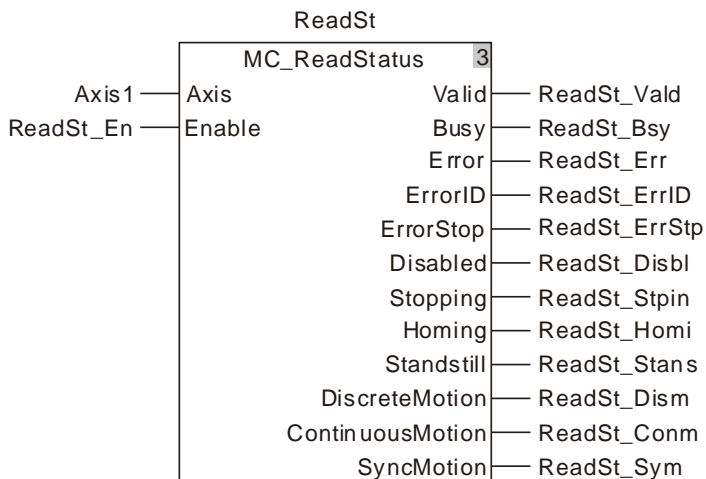 ReadSt
MC_ReadStatus 3
Axis1 Axis Valid ReadSt_Vald
ReadSt_En Enable Busy ReadSt_Bsy
Error ReadSt_Err
ErrorID ReadSt_ErrID
ErrorStop ReadSt_ErrStp
Disabled ReadSt_Disbl
Stopping ReadSt_Stpin
Homing ReadSt_Homi
Standstill ReadSt_Stans
DiscreteMotion ReadSt_Dism
ContinuousMotion ReadSt_Conm
SyncMotion ReadSt_Sym